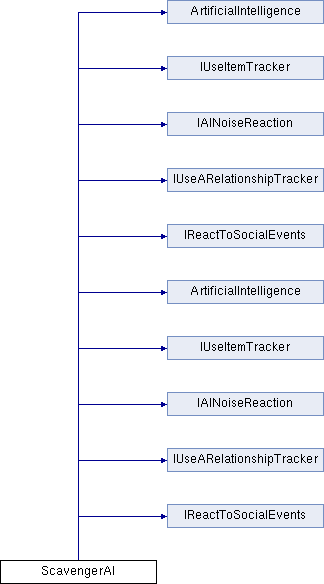 ArtificialIntelligence
IUseItemTracker
IAINoiseReaction
IUseARelationshipTracker
IReactToSocialEvents
ArtificialIntelligence
IUseItemTracker
IAINoiseReaction
IUseARelationshipTracker
IReactToSocialEvents
ScavengerAI